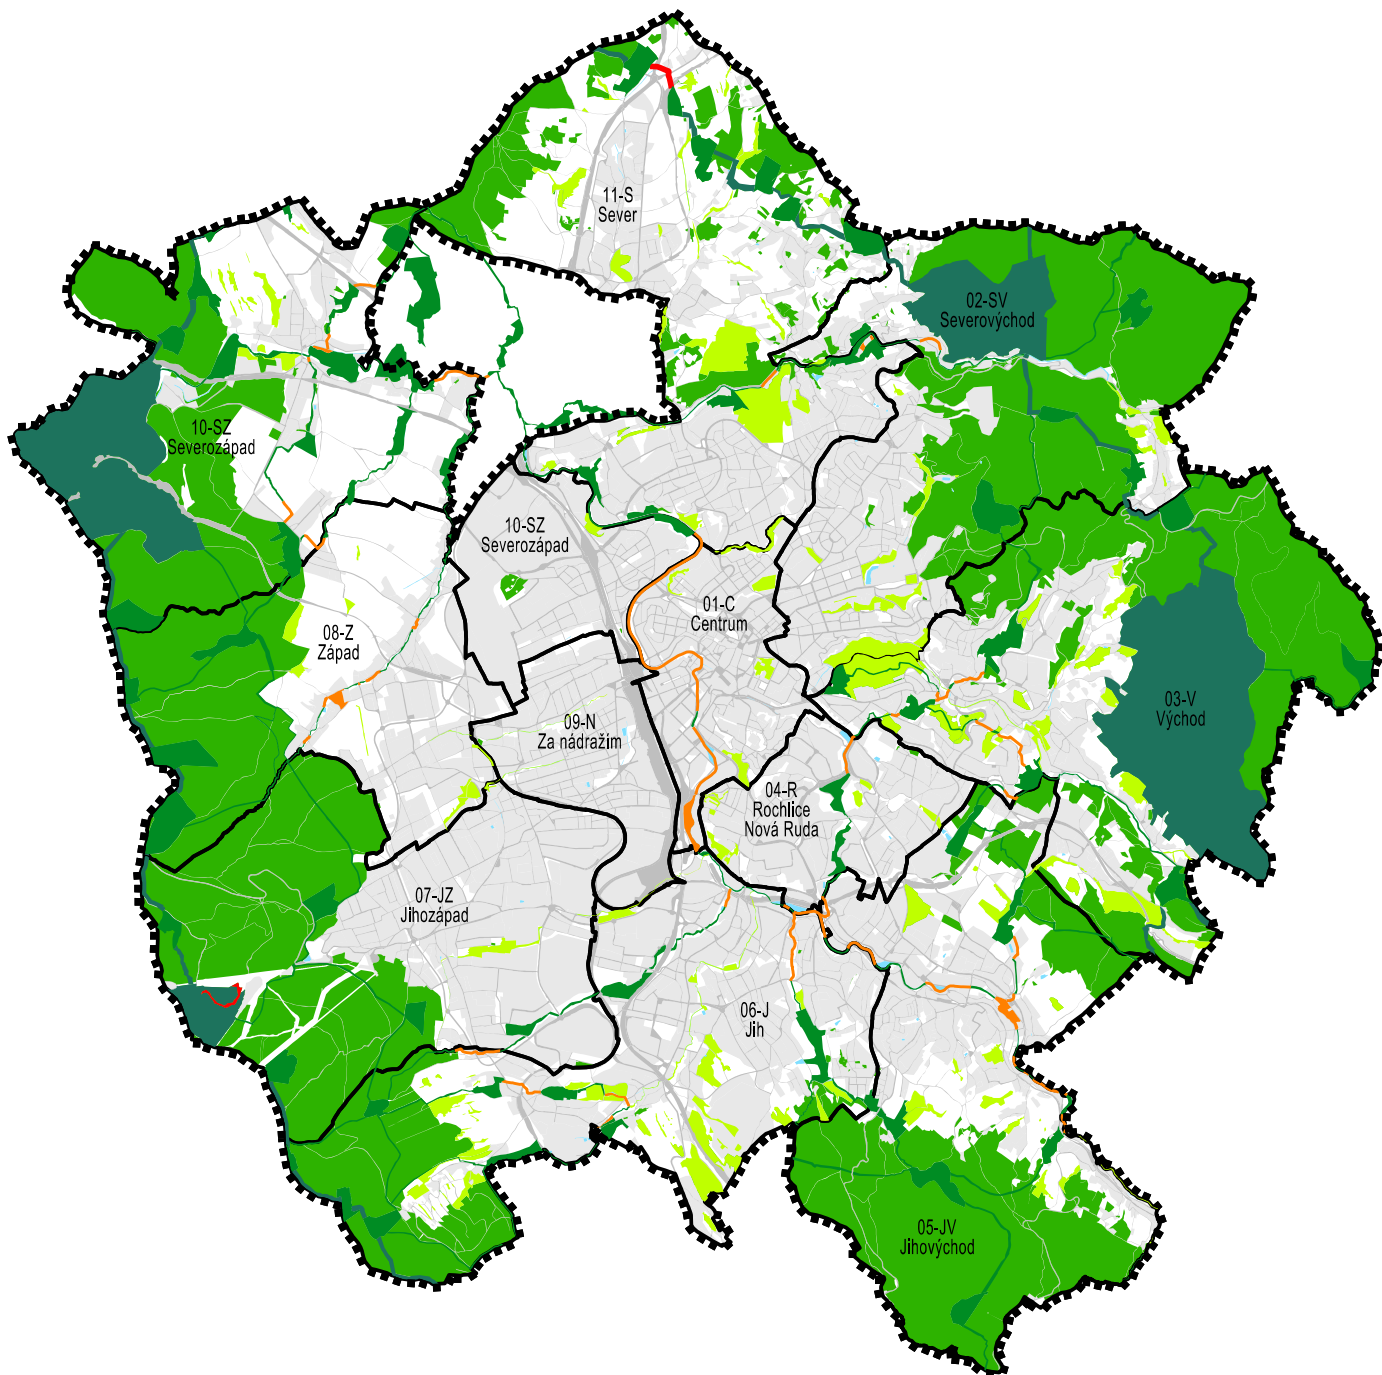 11-S
Sever
02-SV
Severovýchod
10-SZ
Severozápad
10-SZ
Severozápad
01-C
Centrum
08-Z
Západ
03-V
Východ
09-N
Za nádražím
04-R
Rochlice
Nová Ruda
07-JZ
Jihozápad
06-J
Jih
05-JV
Jihovýchod